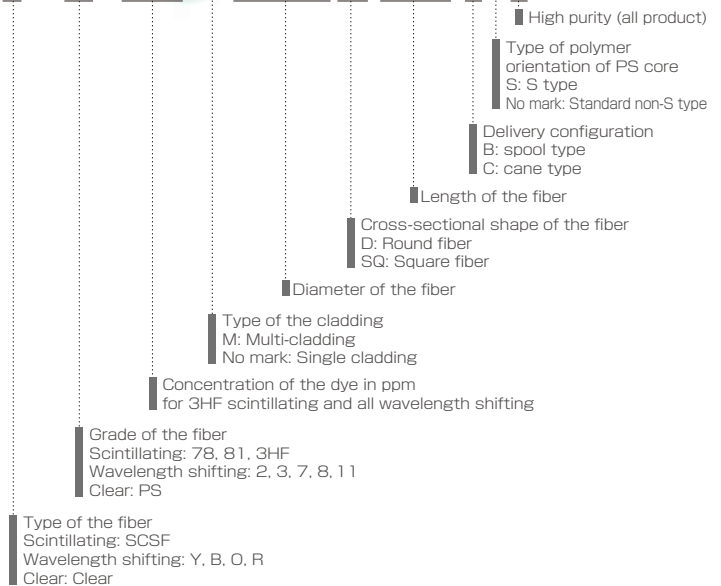 High purity (all product)
Type of polymer
orientation of PS core
S: S type
No mark: Standard non-S type
Delivery configuration
B: spool type
C: cane type
Length of the fiber
Cross-sectional shape of the fiber
D: Round fiber
SQ: Square fiber
Diameter of the fiber
Type of the cladding
M: Multi-cladding
No mark: Single cladding
Concentration of the dye in ppm
for 3HF scintillating and all wavelength shifting
Grade of the fiber
Scintillating: 78, 81, 3HF
Wavelength shifting: 2, 3, 7, 8, 11
Clear: PS
Type of the fiber
Scintillating: SCSF
Wavelength shifting: Y, B, O, R
Clear: Clear